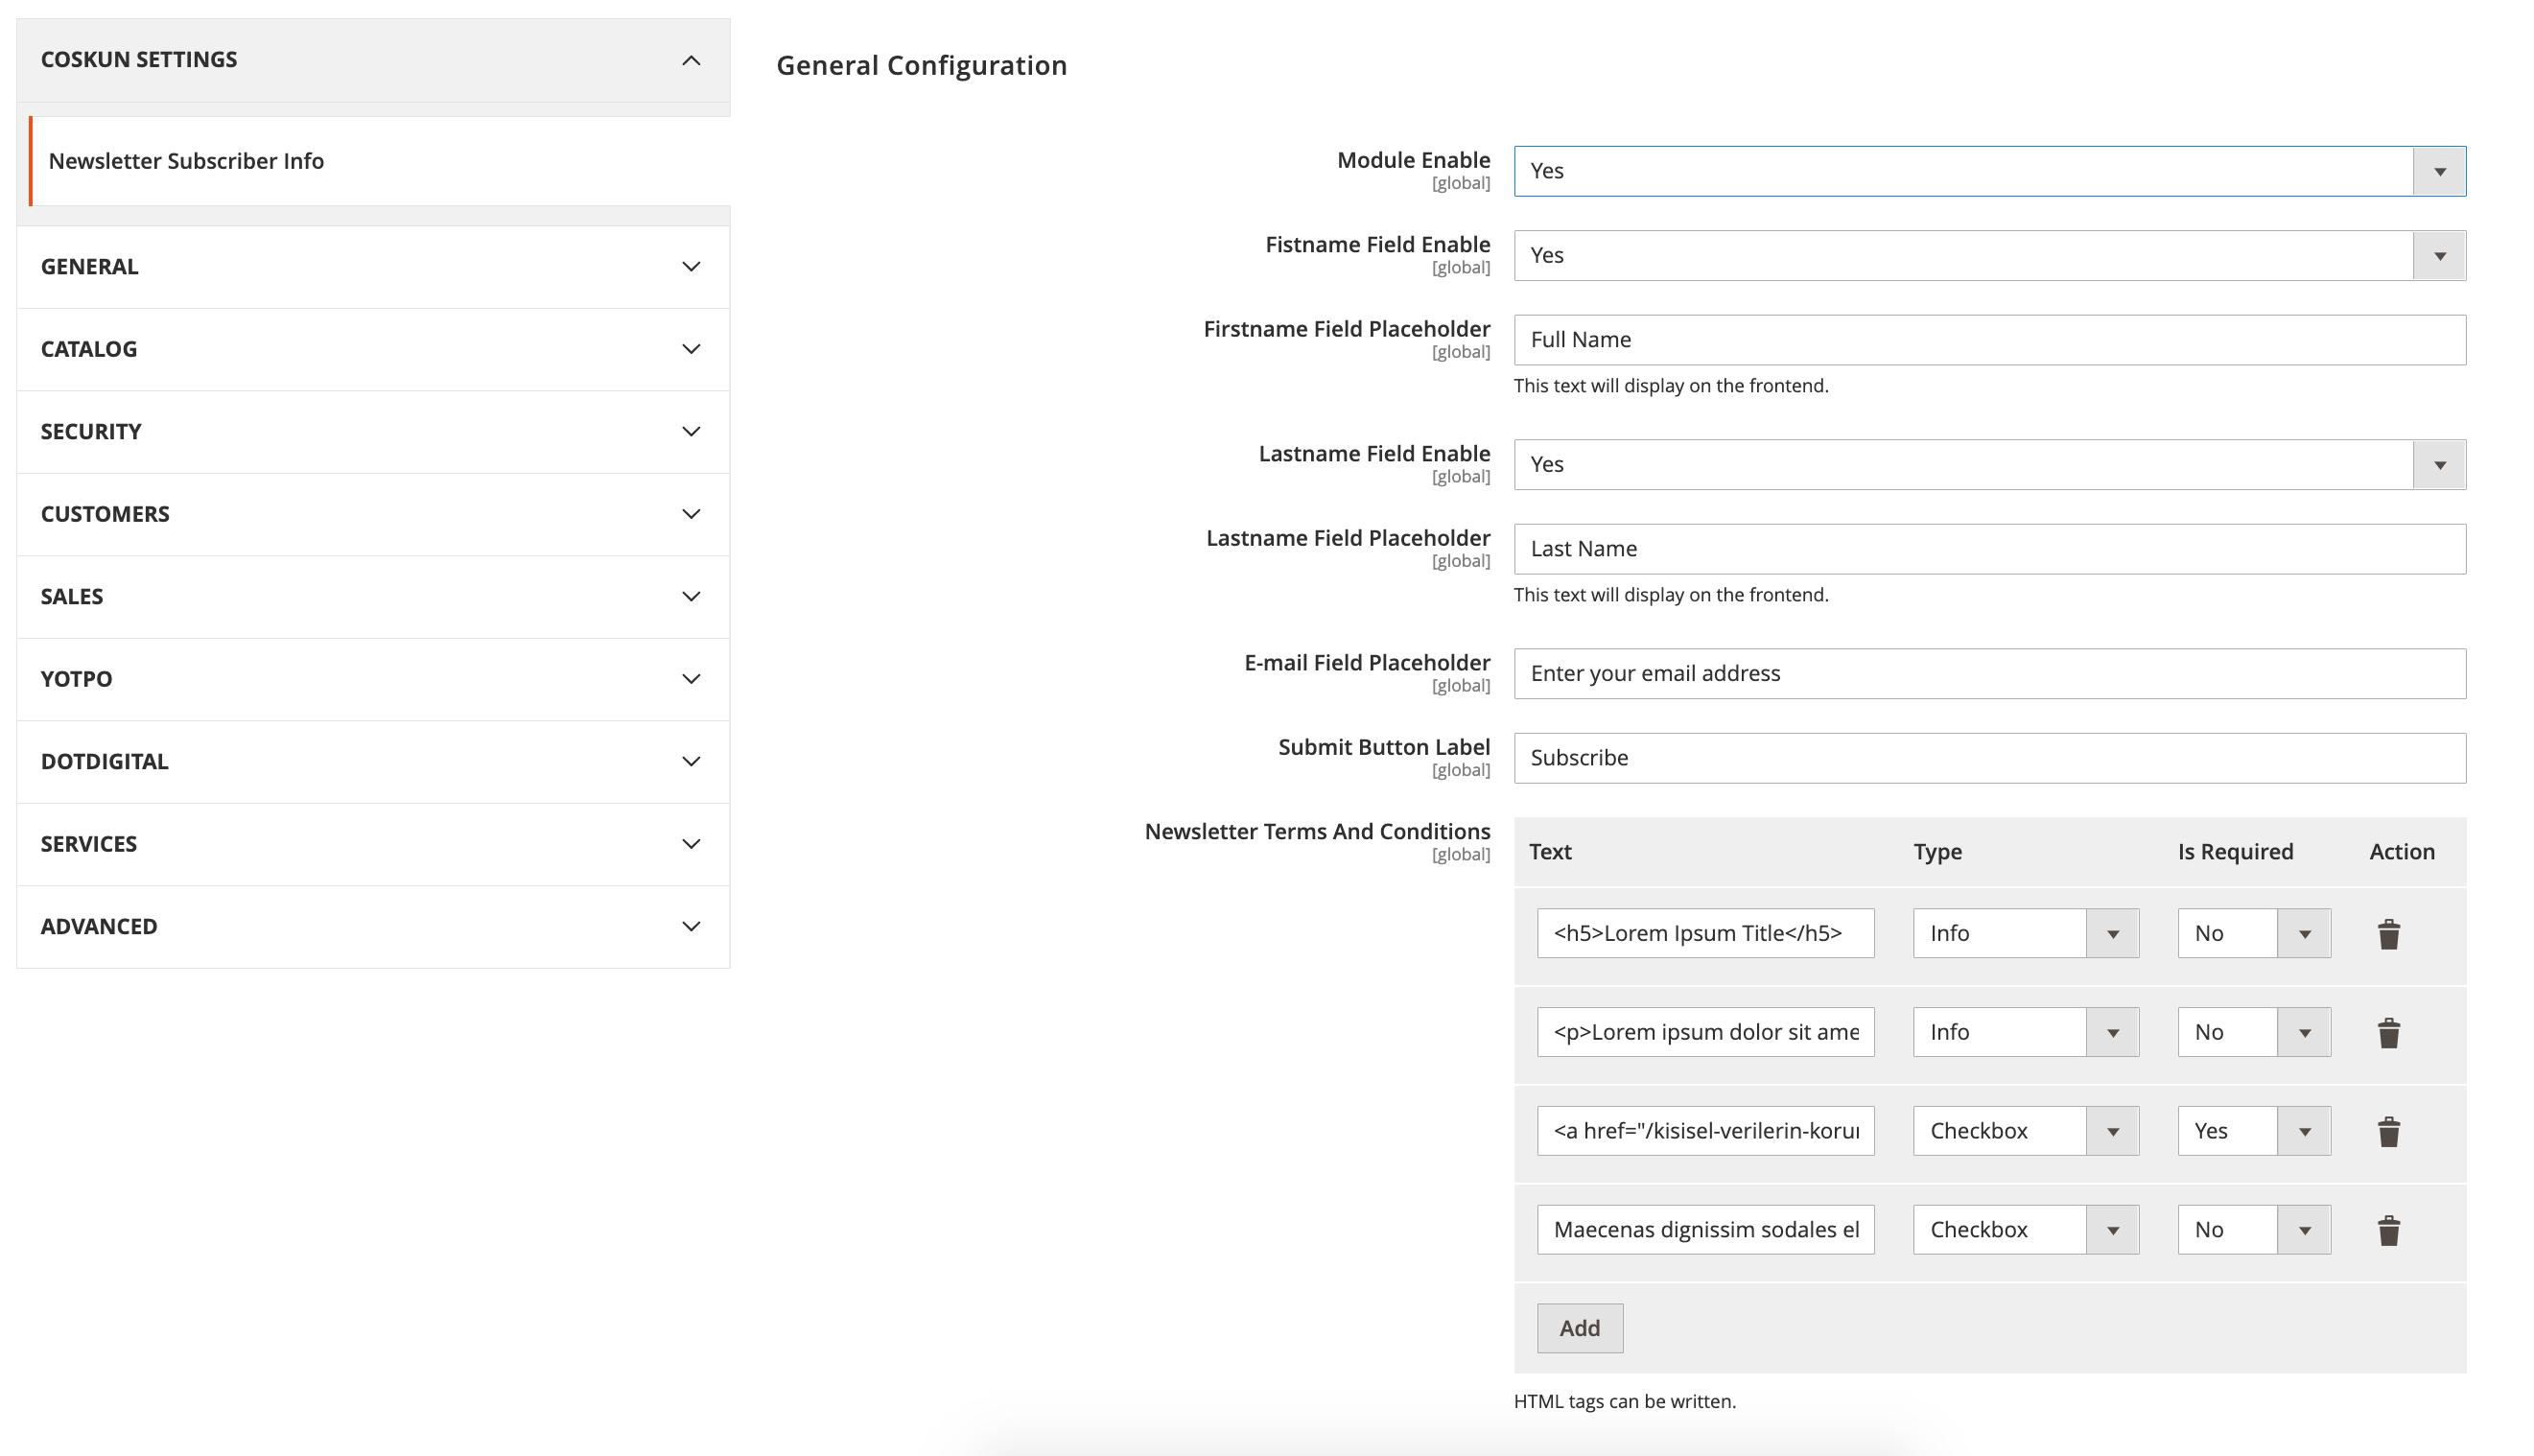 COSKUN SETTINGS
Newsletter Subscriber Info
GENERAL
CATALOG
SECURITY
CUSTOMERS
SALES
YOTPO
DOTDIGITAL
SERVICES
ADVANCED
General Configuration
Module Enable
[global]
Yes
Fistname Field Enable
[global]
Yes
Firstname Field Placeholder
[global]
Full Name
This text will display on the frontend.
Lastname Field Enable
[global]
Yes
Lastname Field Placeholder
[global]
Last Name
This text will display on the frontend.
E-mail Field Placeholder
[global]
Enter your email address
Submit Button Label
[global]
Subscribe
Newsletter Terms And Conditions
[global]
Text Type Is Required Action
<h5>Lorem Ipsum Title</h5> Info No
<p>Lorem ipsum dolor sit ame Info No
<a href="/kisisel-verilerin-koru Checkbox Yes
Maecenas dignissim sodales el Checkbox No
Add
HTML tags can be written.